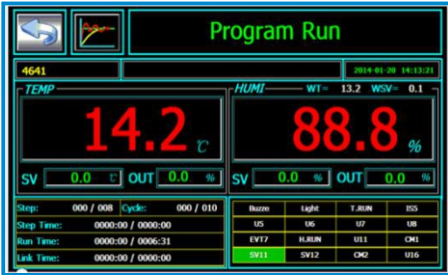 Program Run
4641
2014-01-20 14:13:21
TEMP
14.2 ℃
SV 0.0 ℃ OUT 0.0 %
HUMI WT= 13.2 WSV= 0.1
88.8 %
SV 0.0 % OUT 0.0 %
Step: 000 / 008 Cycle: 000 / 010
Step Time: 0000:00 / 0000:00
Run Time: 0000:00 / 0006:31
Link Time: 0000:00 / 0000:00
Buzze Light T.RUN IS5
U5 U6 U7 U8
EVT7 H.RUN U11 CM1
SV11 SV12 CM2 U16